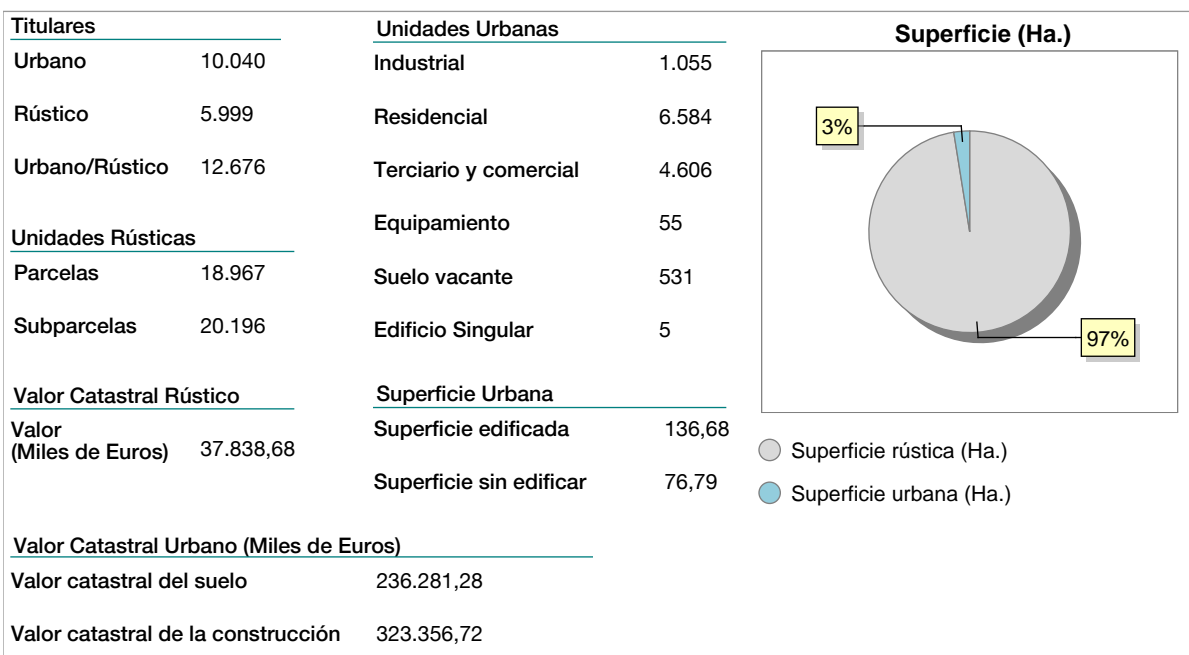 Titulares
Urbano 10.040
Rústico 5.999
Urbano/Rústico 12.676
Unidades Rústicas
Parcelas 18.967
Subparcelas 20.196
Valor Catastral Rústico
Valor
(Miles de Euros) 37.838,68
Unidades Urbanas
Industrial 1.055
Residencial 6.584
Terciario y comercial 4.606
Equipamiento 55
Suelo vacante 531
Edificio Singular 5
Superficie Urbana
Superficie edificada 136,68
Superficie sin edificar 76,79
Superficie (Ha.)
3%
97%
Superficie rústica (Ha.)
Superficie urbana (Ha.)
Valor Catastral Urbano (Miles de Euros)
Valor catastral del suelo 236.281,28
Valor catastral de la construcción 323.356,72